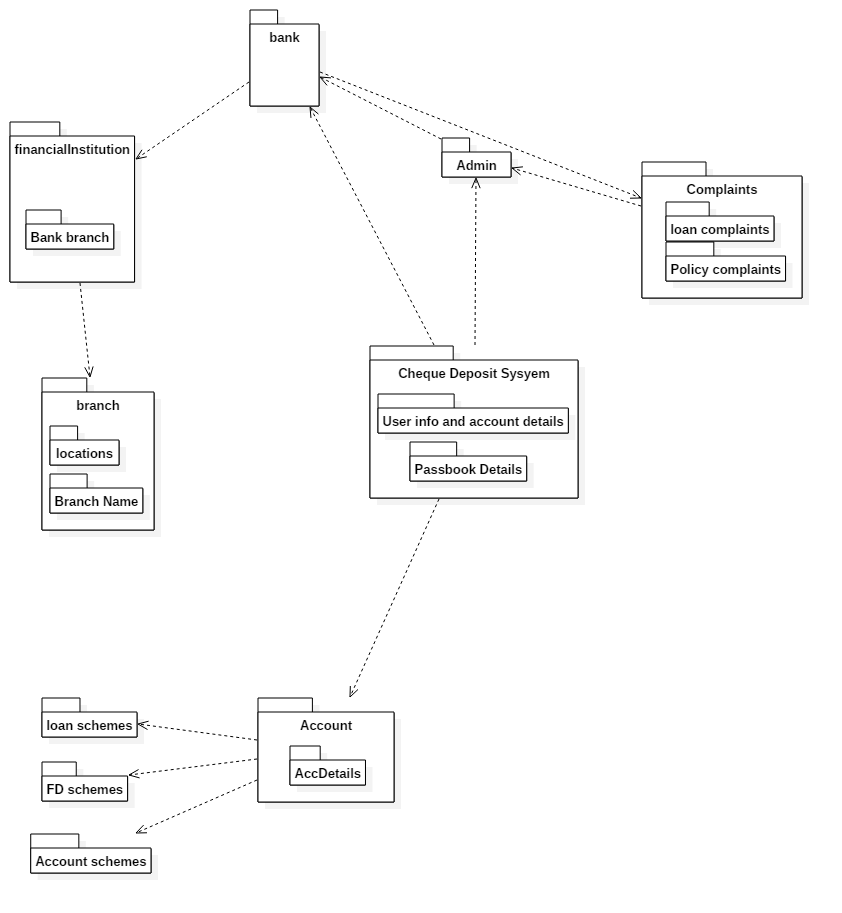 bank
financialInstitution
Bank branch
Admin
Complaints
loan complaints
Policy complaints
Cheque Deposit Sysyem
User info and account details
Passbook Details
branch
locations
Branch Name
Account
AccDetails
loan schemes
FD schemes
Account schemes